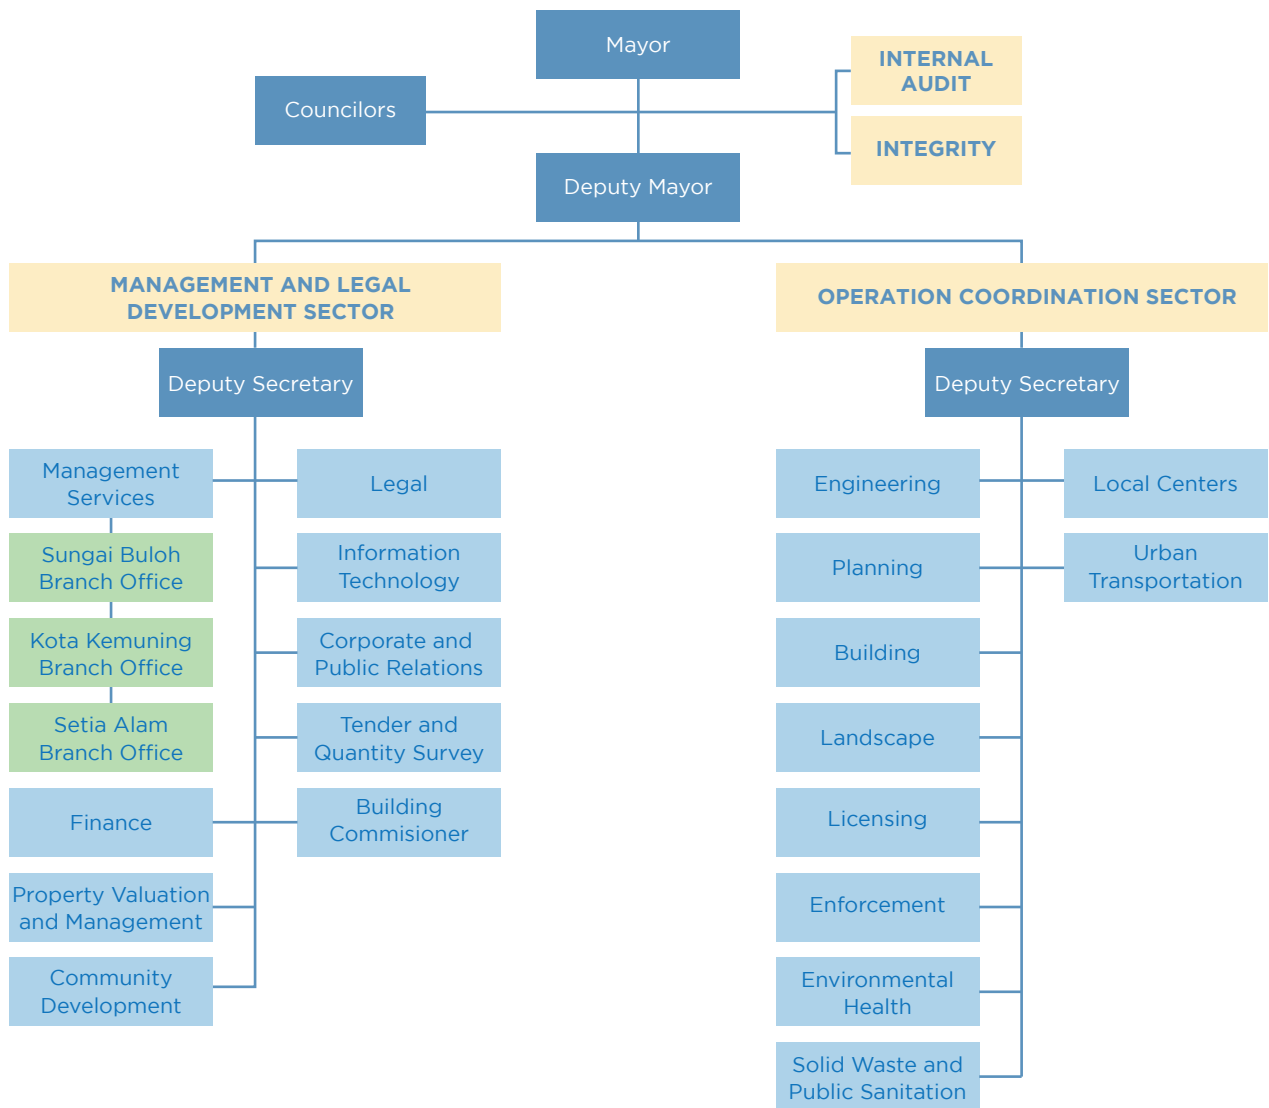 Mayor
INTERNAL
AUDIT
Councilors
INTEGRITY
Deputy Mayor
MANAGEMENT AND LEGAL
DEVELOPMENT SECTOR
OPERATION COORDINATION SECTOR
Deputy Secretary
Deputy Secretary
Management
Services
Legal
Sungai Buloh
Branch Office
Information
Technology
Kota Kemuning
Branch Office
Corporate and
Public Relations
Setia Alam
Branch Office
Tender and
Quantity Survey
Finance
Building
Commisioner
Property Valuation
and Management
Community
Development
Engineering
Local Centers
Planning
Urban
Transportation
Building
Landscape
Licensing
Enforcement
Environmental
Health
Solid Waste and
Public Sanitation